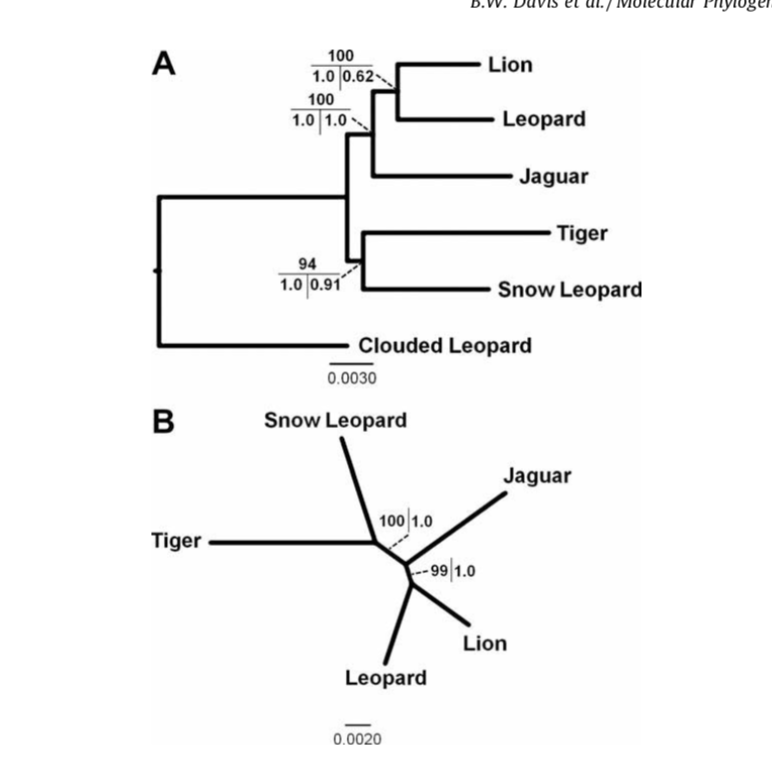 B.W. Davis et al. / Molecular Phylogen
A
100
1.0 | 0.62
Lion
100
1.0 | 1.0
Leopard
Jaguar
Tiger
94
1.0 | 0.91
Snow Leopard
Clouded Leopard
0.0030
B
Snow Leopard
Jaguar
100 | 1.0
Tiger
99 | 1.0
Lion
Leopard
0.0020